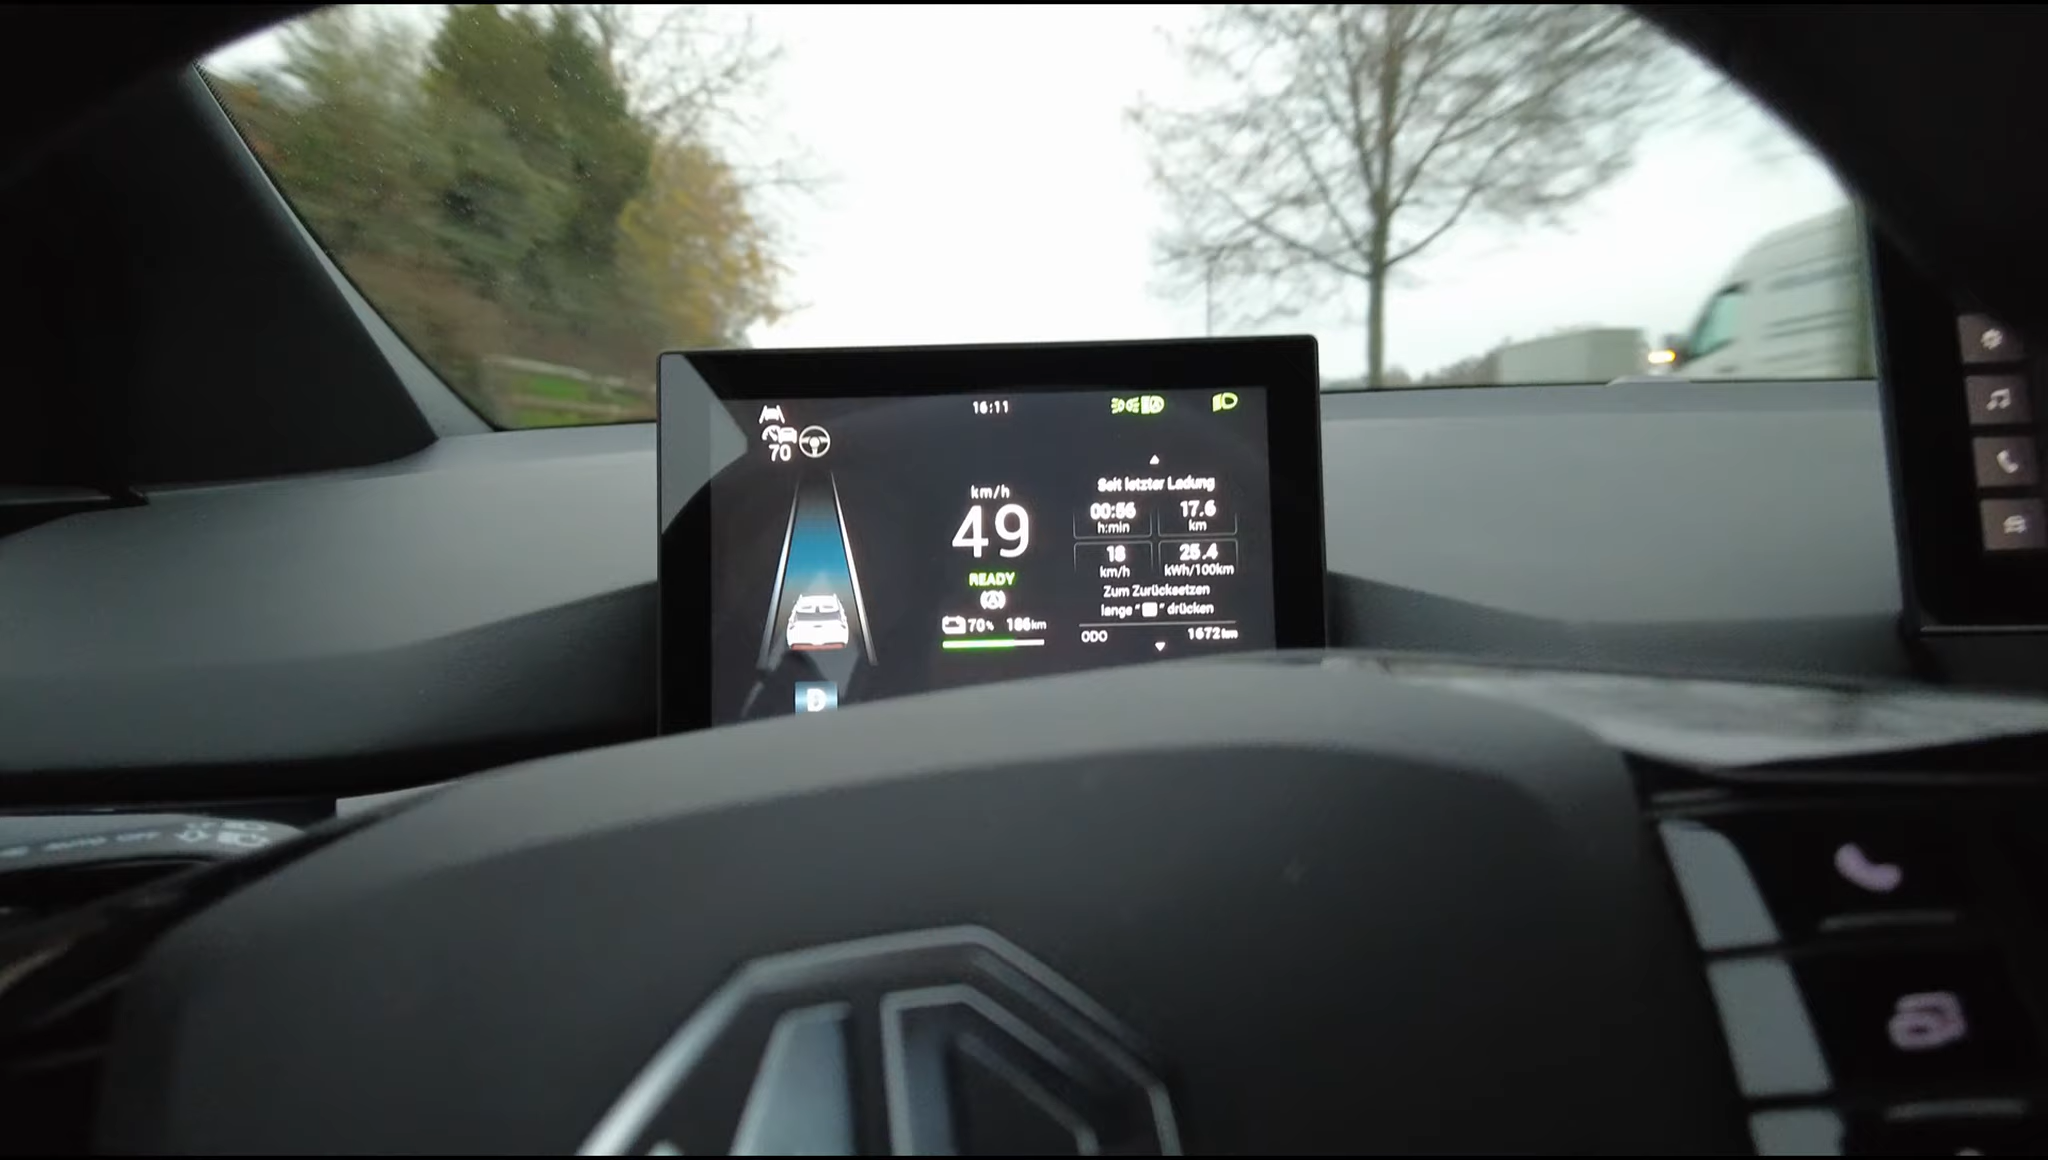 16:11
70
km/h
49
READY
70% 186km
D
Seit letzter Ladung
00:56
h:min
17.6
km
18
km/h
25.4
kWh/100km
Zum Zurücksetzen
lange " " drücken
ODO 1672km